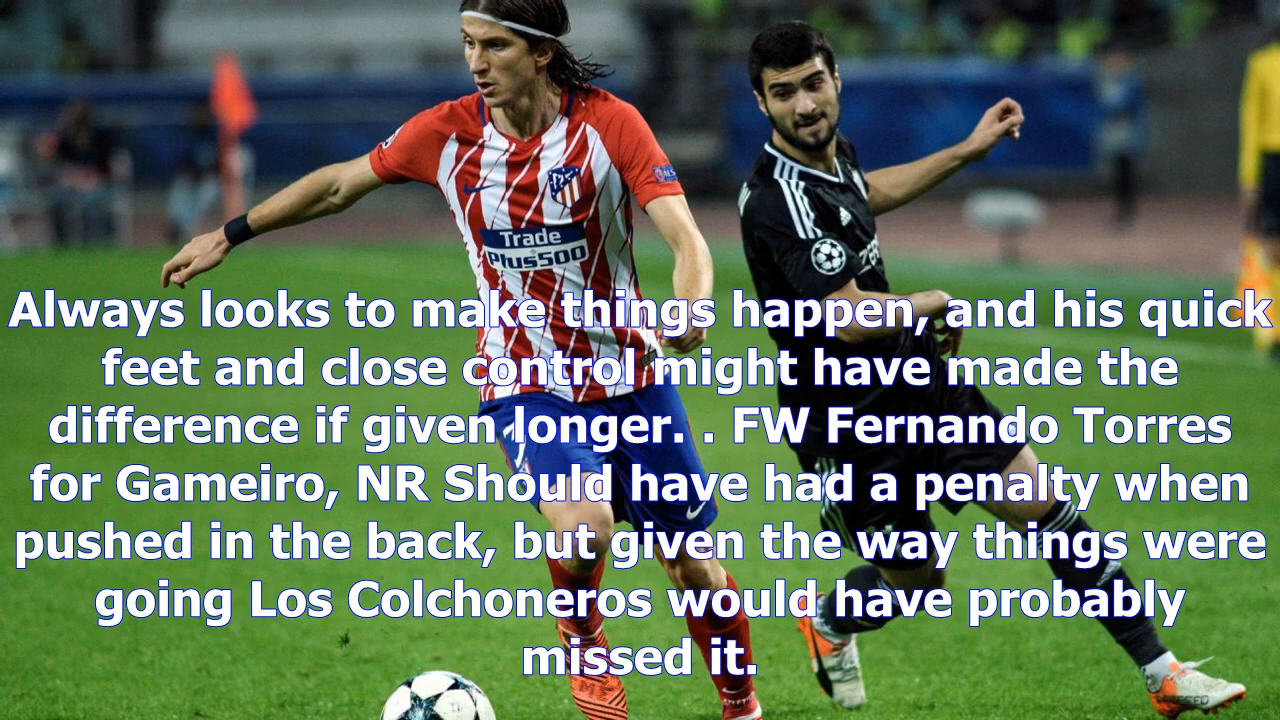 Trade
Plus500
Always looks to make things happen, and his quick
feet and close control might have made the
difference if given longer. . FW Fernando Torres
for Gameiro, NR Should have had a penalty when
pushed in the back, but given the way things were
going Los Colchoneros would have probably
missed it.